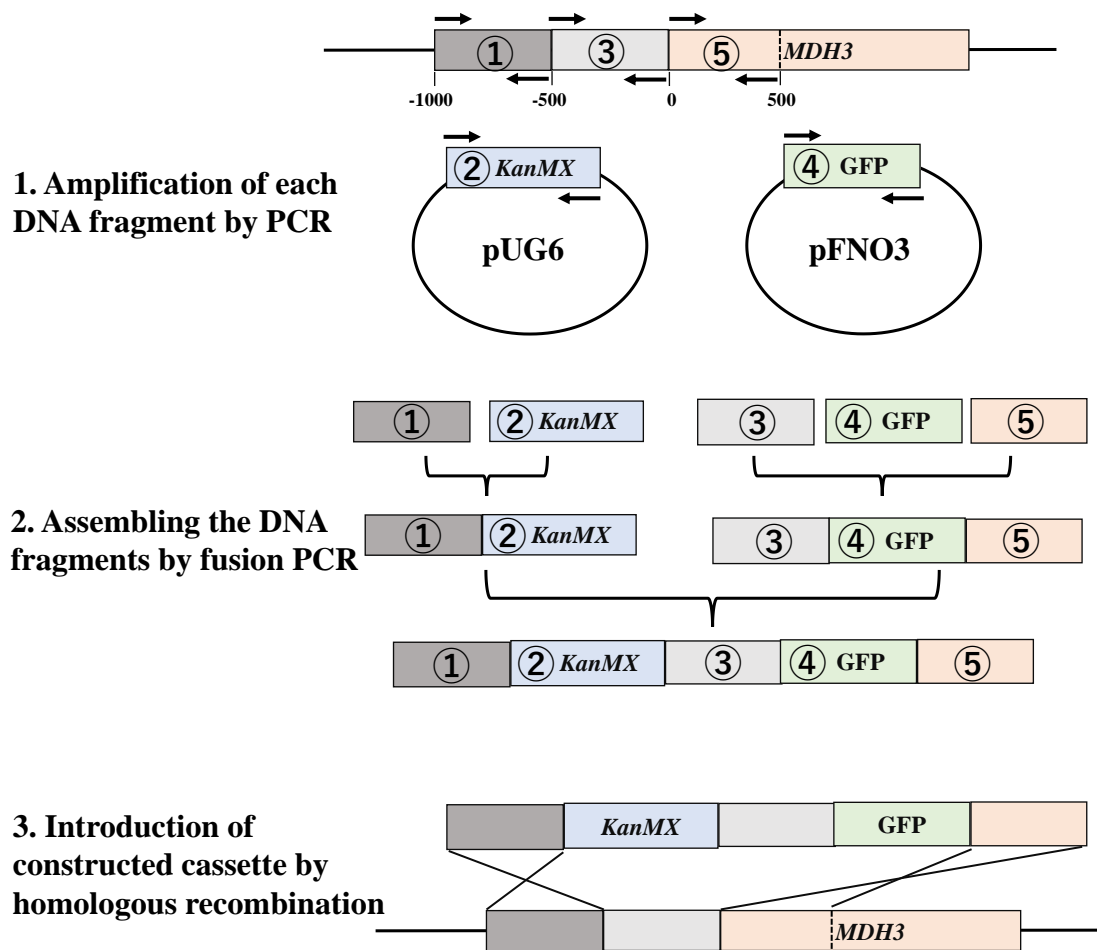 ① ③ ⑤ MDH3
-1000 -500 0 500
② KanMX ④ GFP
1. Amplification of each
DNA fragment by PCR
pUG6 pFNO3
① ② KanMX ③ ④ GFP ⑤
2. Assembling the DNA
fragments by fusion PCR
① ② KanMX ③ ④ GFP ⑤
① ② KanMX ③ ④ GFP ⑤
3. Introduction of
constructed cassette by
homologous recombination
KanMX GFP
MDH3